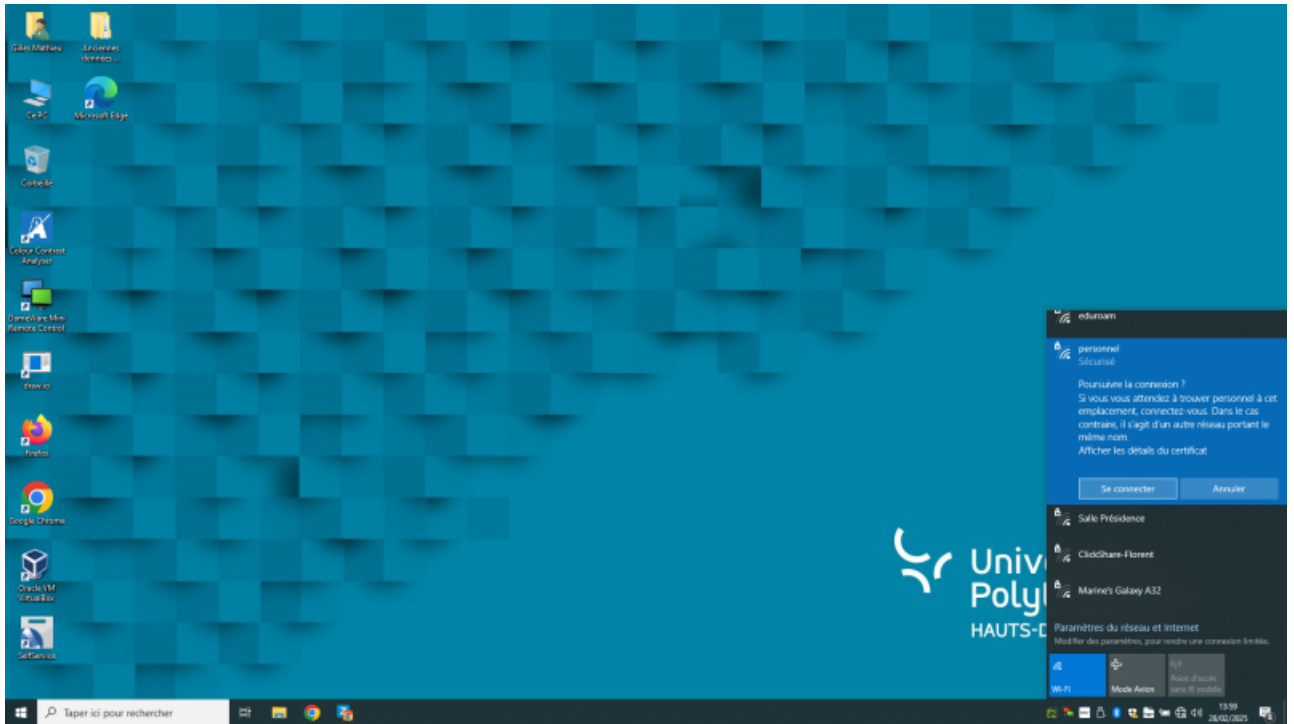 Gilles Mathieu
Anciennes
données ...
Ce PC
Microsoft Edge
Corbeille
Colour Contrast
Analyser
DameWare Mini
Remote Control
draw.io
Firefox
Google Chrome
Oracle VM
VirtualBox
SelfService
Univ
Poly
HAUTS-D
eduroam
personnel
Sécurisé
Poursuivre la connexion ?
Si vous vous attendez à trouver personnel à cet
emplacement, connectez-vous. Dans le cas
contraire, il s'agit d'un autre réseau portant le
même nom.
Afficher les détails du certificat
Se connecter
Annuler
Salle Présidence
ClickShare-Florent
Marine's Galaxy A32
Paramètres du réseau et Internet
Modifier des paramètres, pour rendre une connexion limitée.
Wi-Fi
Mode Avion
Point d'accès
sans fil mobile
Taper ici pour rechercher
13:59
28/02/2025